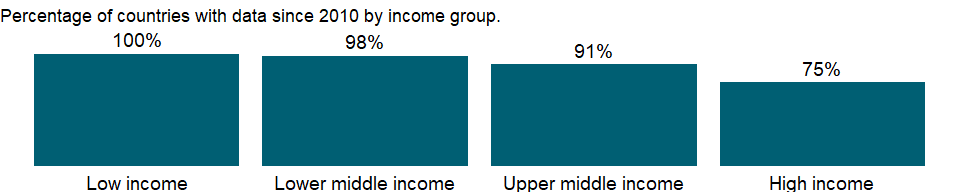 Percentage of countries with data since 2010 by income group.
100%
98%
91%
75%
Low income
Lower middle income
Upper middle income
High income